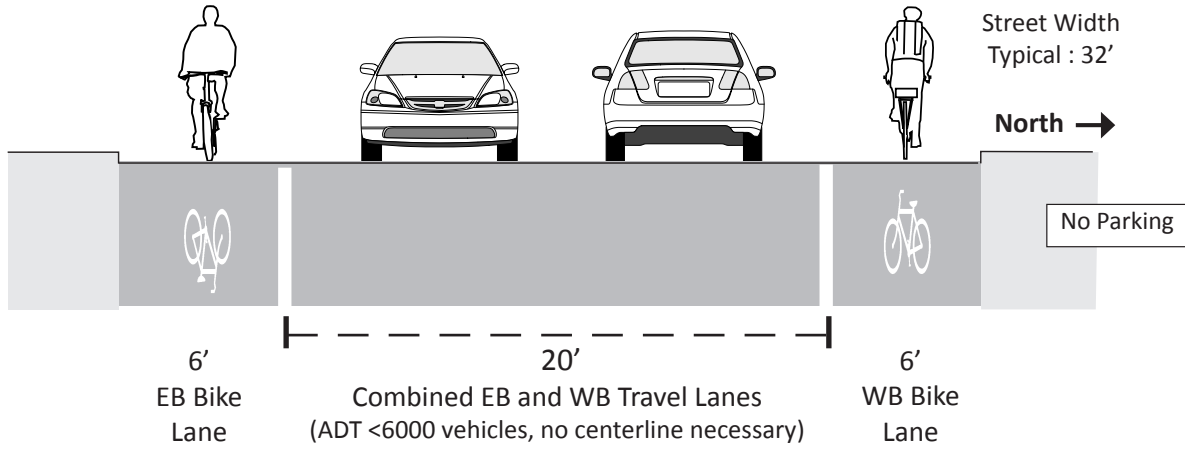 Street Width
Typical : 32’
North
No Parking
6’
EB Bike
Lane
20’
Combined EB and WB Travel Lanes
(ADT <6000 vehicles, no centerline necessary)
6’
WB Bike
Lane